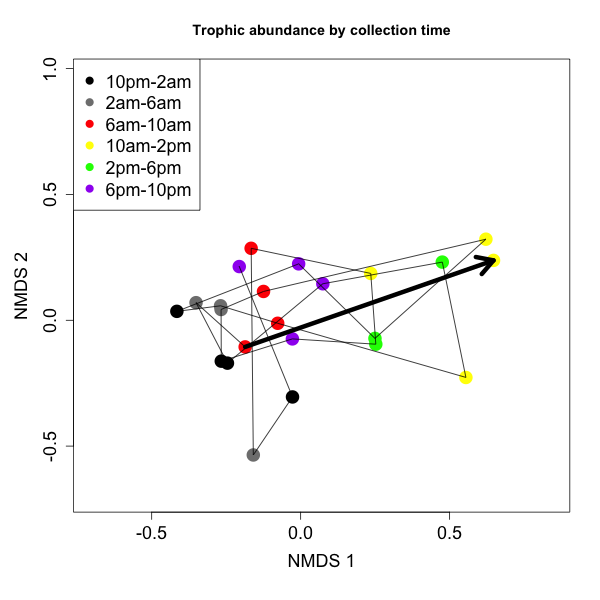 Trophic abundance by collection time
10pm-2am
2am-6am
6am-10am
10am-2pm
2pm-6pm
6pm-10pm
1.0
0.5
0.0
-0.5
NMDS 2
-0.5 0.0 0.5
NMDS 1